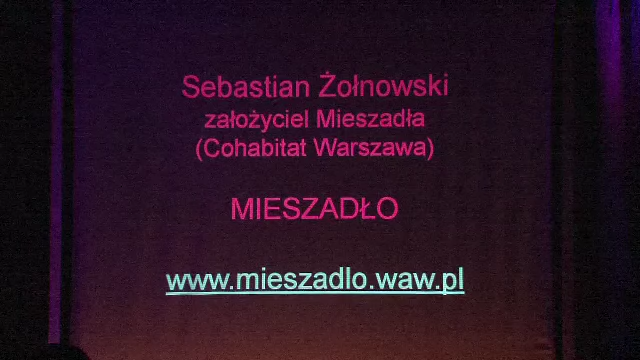 Sebastian Żołnowski
założyciel Mieszadła
(Cohabitat Warszawa)
MIESZADŁO
www.mieszadlo.waw.pl